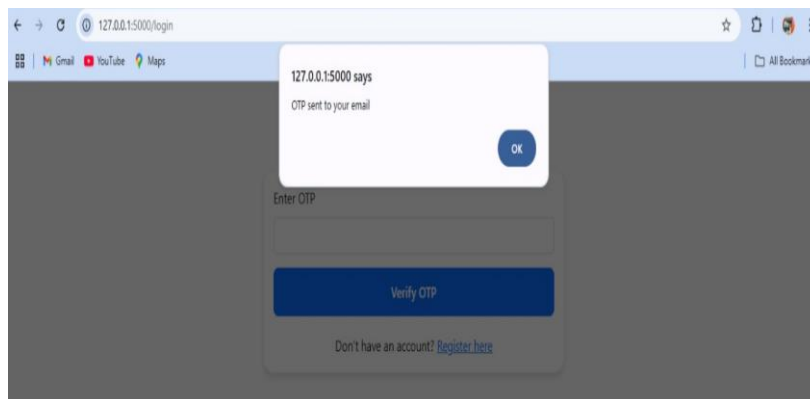 127.0.0.1:5000/login
Gmail YouTube Maps All Bookmark
127.0.0.1:5000 says
OTP sent to your email
OK
Enter OTP
Verify OTP
Don't have an account? Register here